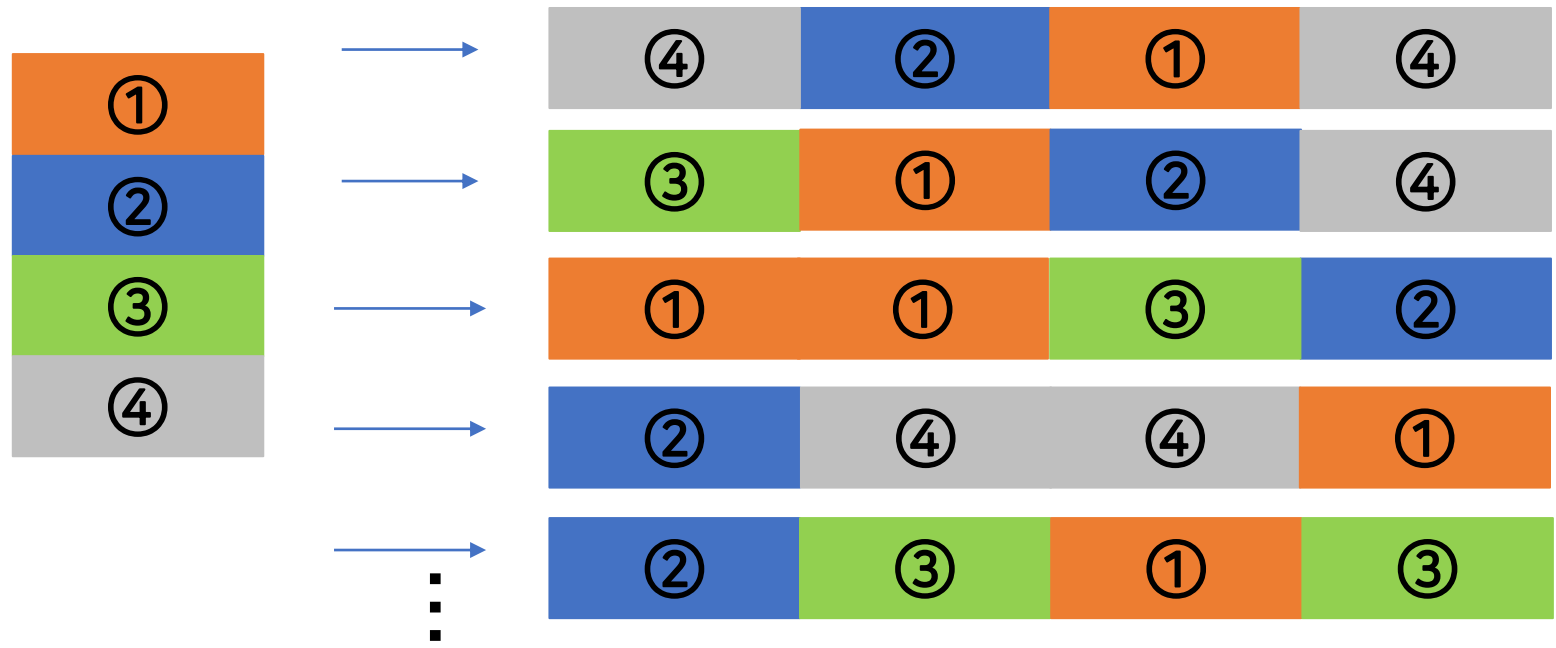 ①
②
③
④
④ ② ① ④
③ ① ② ④
① ① ③ ②
② ④ ④ ①
② ③ ① ③